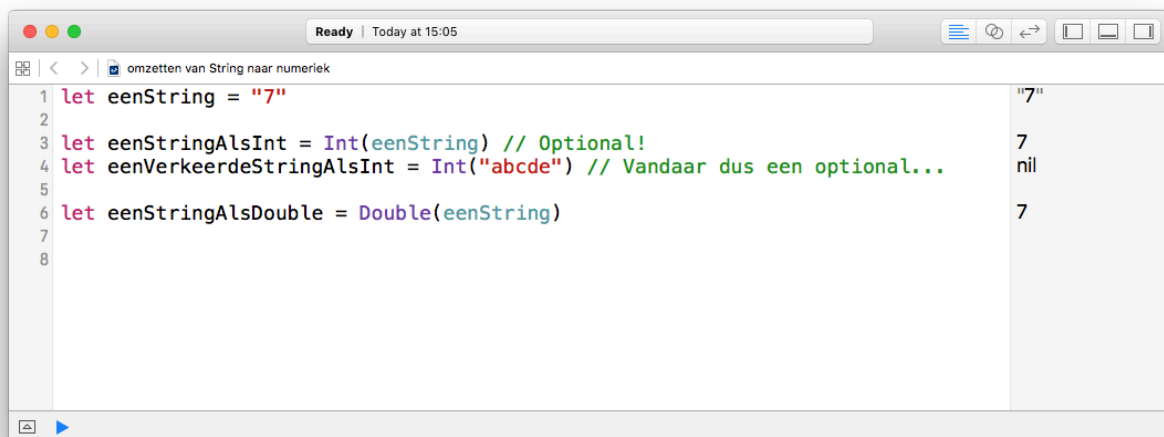 Ready | Today at 15:05
omzetten van String naar numeriek
1 let eenString = "7" "7"
2
3 let eenStringAlsInt = Int(eenString) // Optional! 7
4 let eenVerkeerdeStringAlsInt = Int("abcde") // Vandaar dus een optional... nil
5
6 let eenStringAlsDouble = Double(eenString) 7
7
8